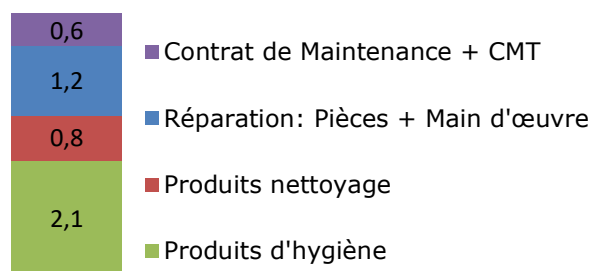 0,6
Contrat de Maintenance + CMT
1,2
Réparation: Pièces + Main d'œuvre
0,8
Produits nettoyage
2,1
Produits d'hygiène